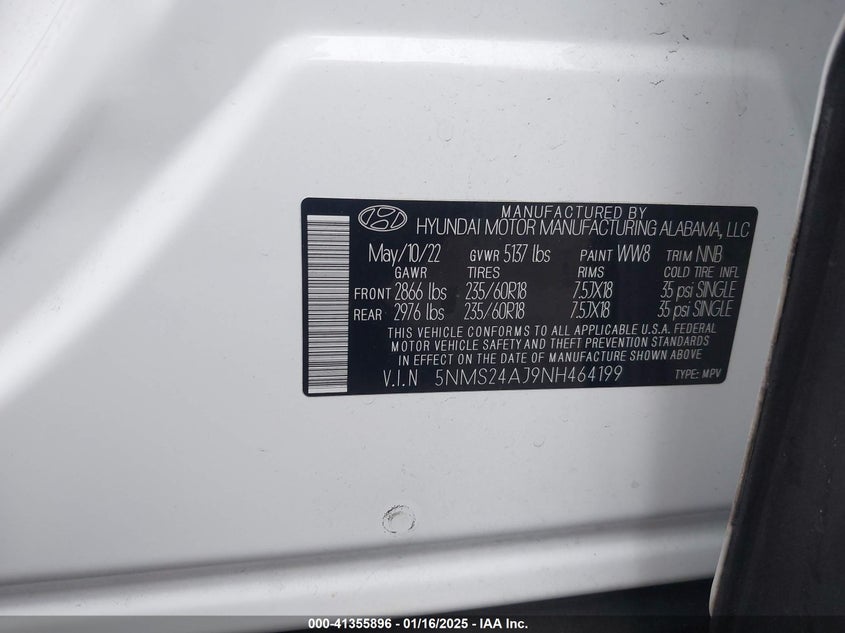 MANUFACTURED BY
HYUNDAI MOTOR MANUFACTURING ALABAMA, LLC
May/10/22 GVWR 5137 lbs PAINT WW8 TRIM NNB
GAWR TIRES RIMS COLD TIRE INFL
FRONT 2866 lbs 235/60R18 7.5JX18 35 psi SINGLE
REAR 2976 lbs 235/60R18 7.5JX18 35 psi SINGLE
THIS VEHICLE CONFORMS TO ALL APPLICABLE U.S.A. FEDERAL
MOTOR VEHICLE SAFETY AND THEFT PREVENTION STANDARDS
IN EFFECT ON THE DATE OF MANUFACTURE SHOWN ABOVE
V.I.N 5NMS24AJ9NH464199 TYPE: MPV
000-41355896 - 01/16/2025 - IAA Inc.